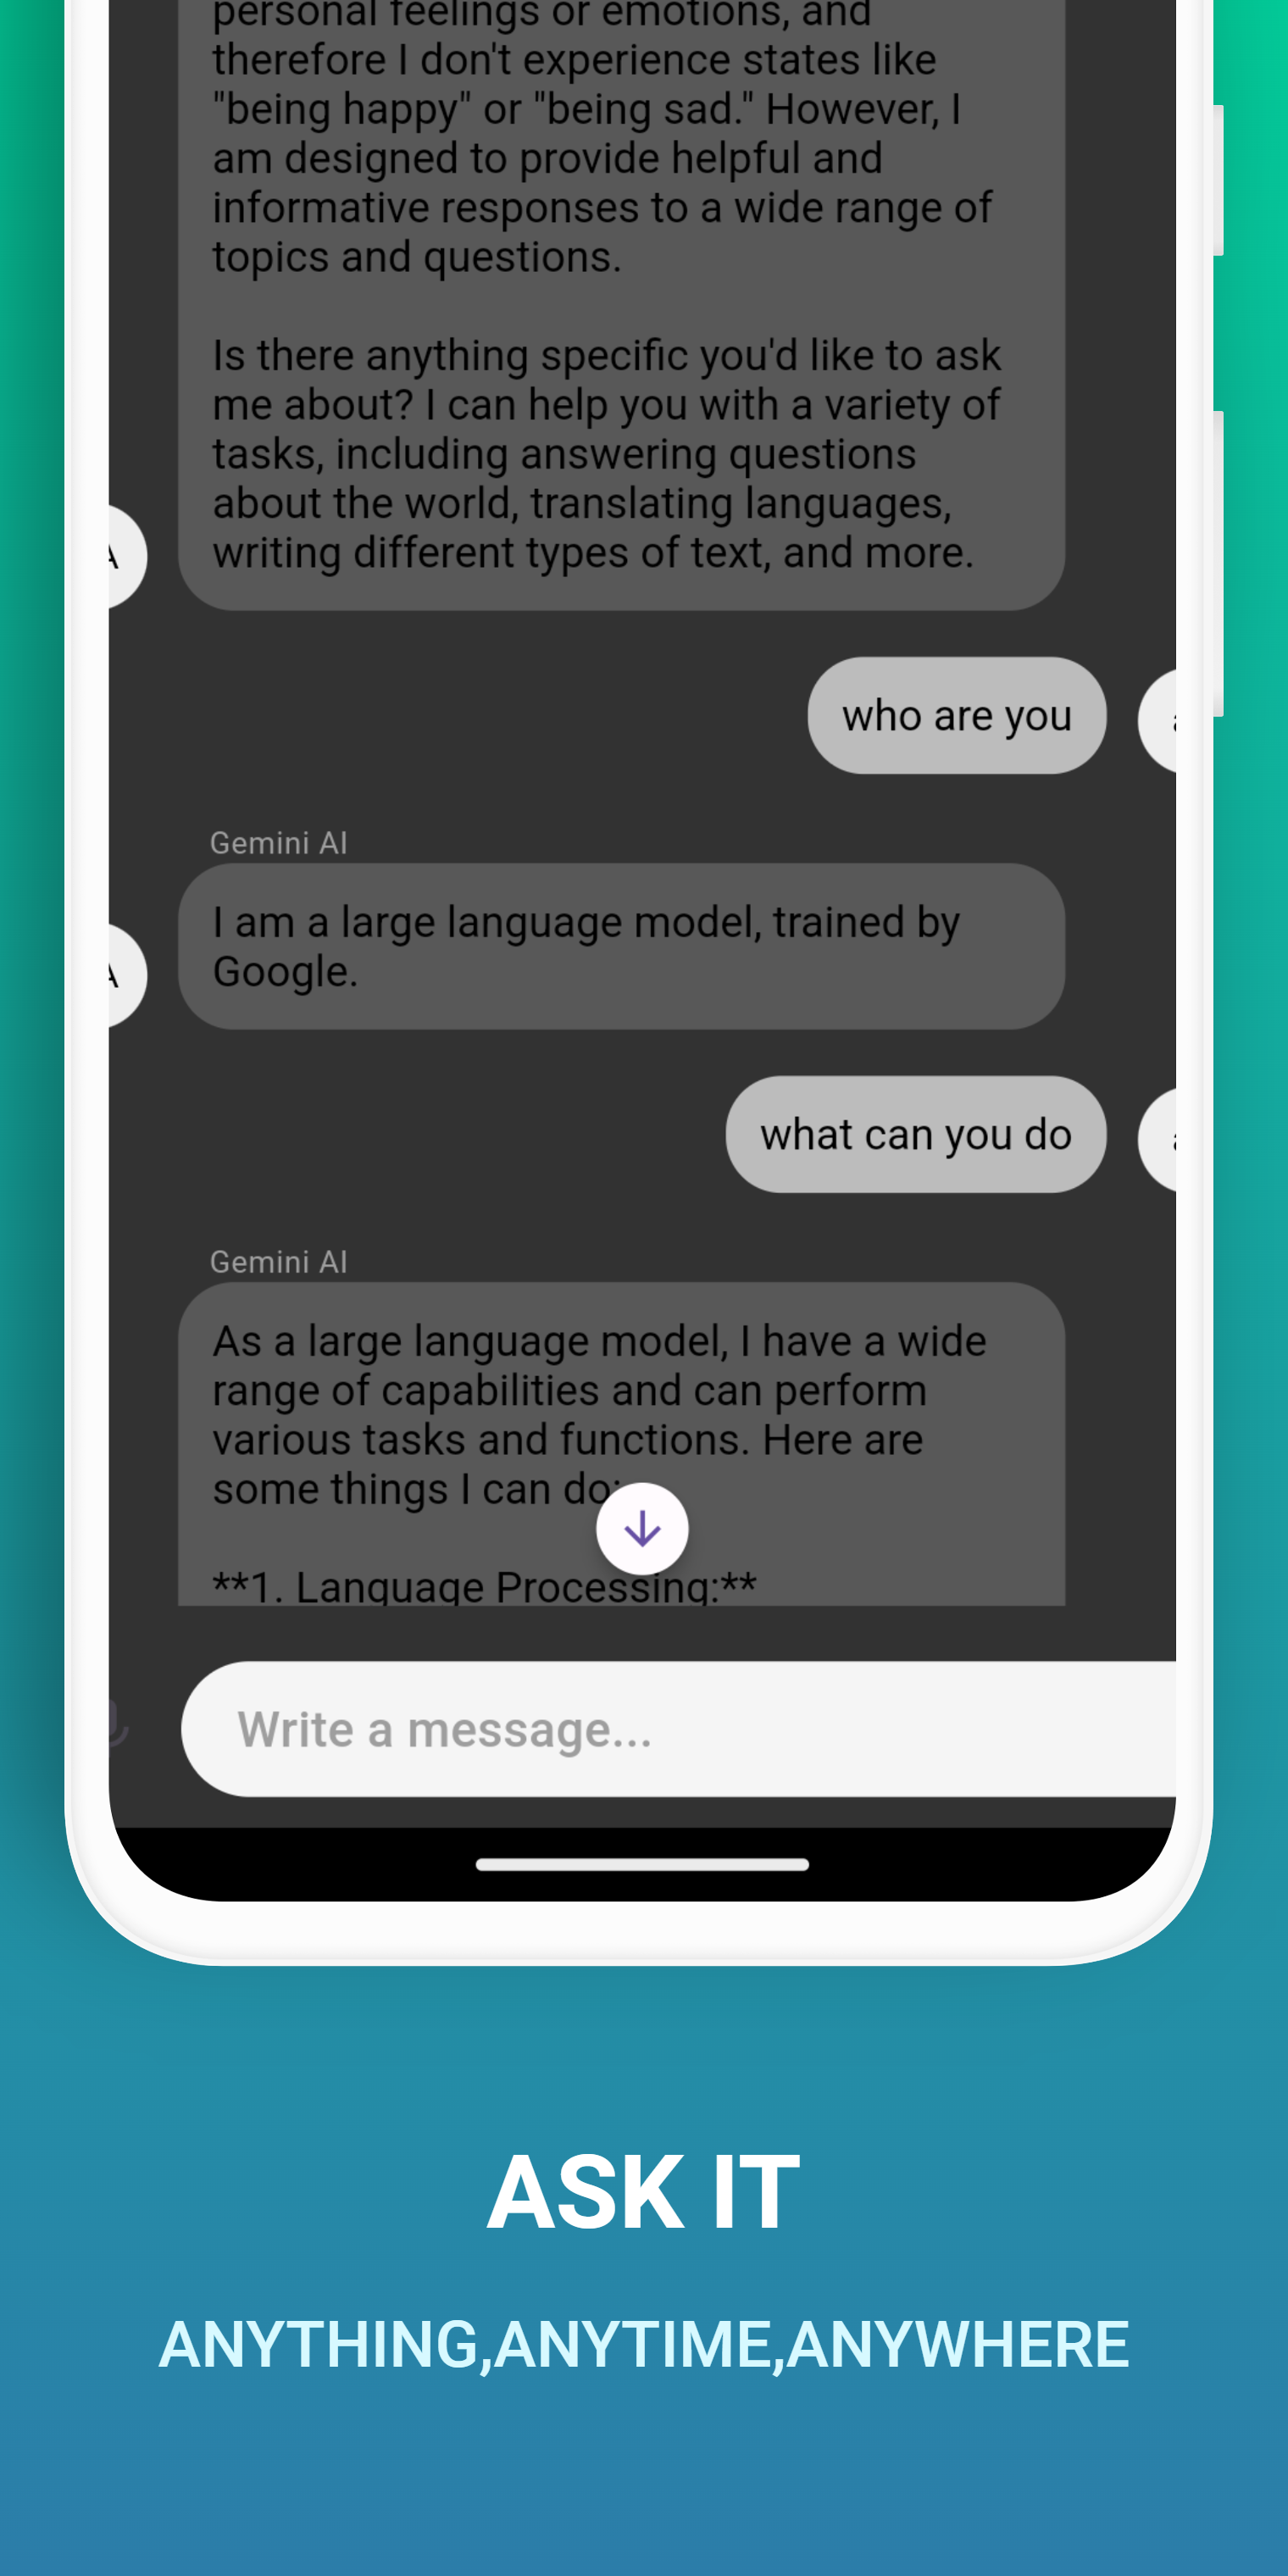 personal feelings or emotions, and
therefore I don't experience states like
"being happy" or "being sad." However, I
am designed to provide helpful and
informative responses to a wide range of
topics and questions.
Is there anything specific you'd like to ask
me about? I can help you with a variety of
tasks, including answering questions
about the world, translating languages,
writing different types of text, and more.
A
who are you
Gemini AI
I am a large language model, trained by
Google.
A
what can you do
Gemini AI
As a large language model, I have a wide
range of capabilities and can perform
various tasks and functions. Here are
some things I can do:
**1. Language Processing:**
Write a message...
ASK IT
ANYTHING,ANYTIME,ANYWHERE